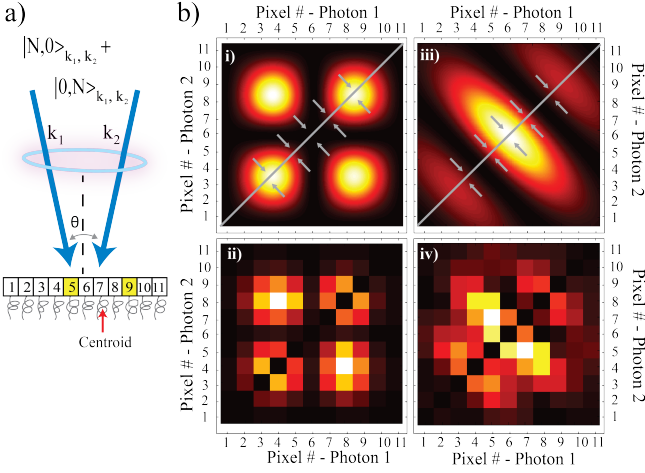 a)
|N,0>k₁, k₂ +
|0,N>k₁, k₂
k₁
k₂
θ
1 2 3 4 5 6 7 8 9 10 11
Centroid
b)
Pixel # - Photon 1
Pixel # - Photon 1
1 2 3 4 5 6 7 8 9 10 11
1 2 3 4 5 6 7 8 9 10 11
Pixel # - Photon 2
11
10
9
8
7
6
5
4
3
2
1
i)
iii)
11
10
9
8
7
6
5
4
3
2
1
Pixel # - Photon 2
Pixel # - Photon 2
11
10
9
8
7
6
5
4
3
2
1
ii)
iv)
11
10
9
8
7
6
5
4
3
2
1
Pixel # - Photon 2
1 2 3 4 5 6 7 8 9 10 11
1 2 3 4 5 6 7 8 9 10 11
Pixel # - Photon 1
Pixel # - Photon 1